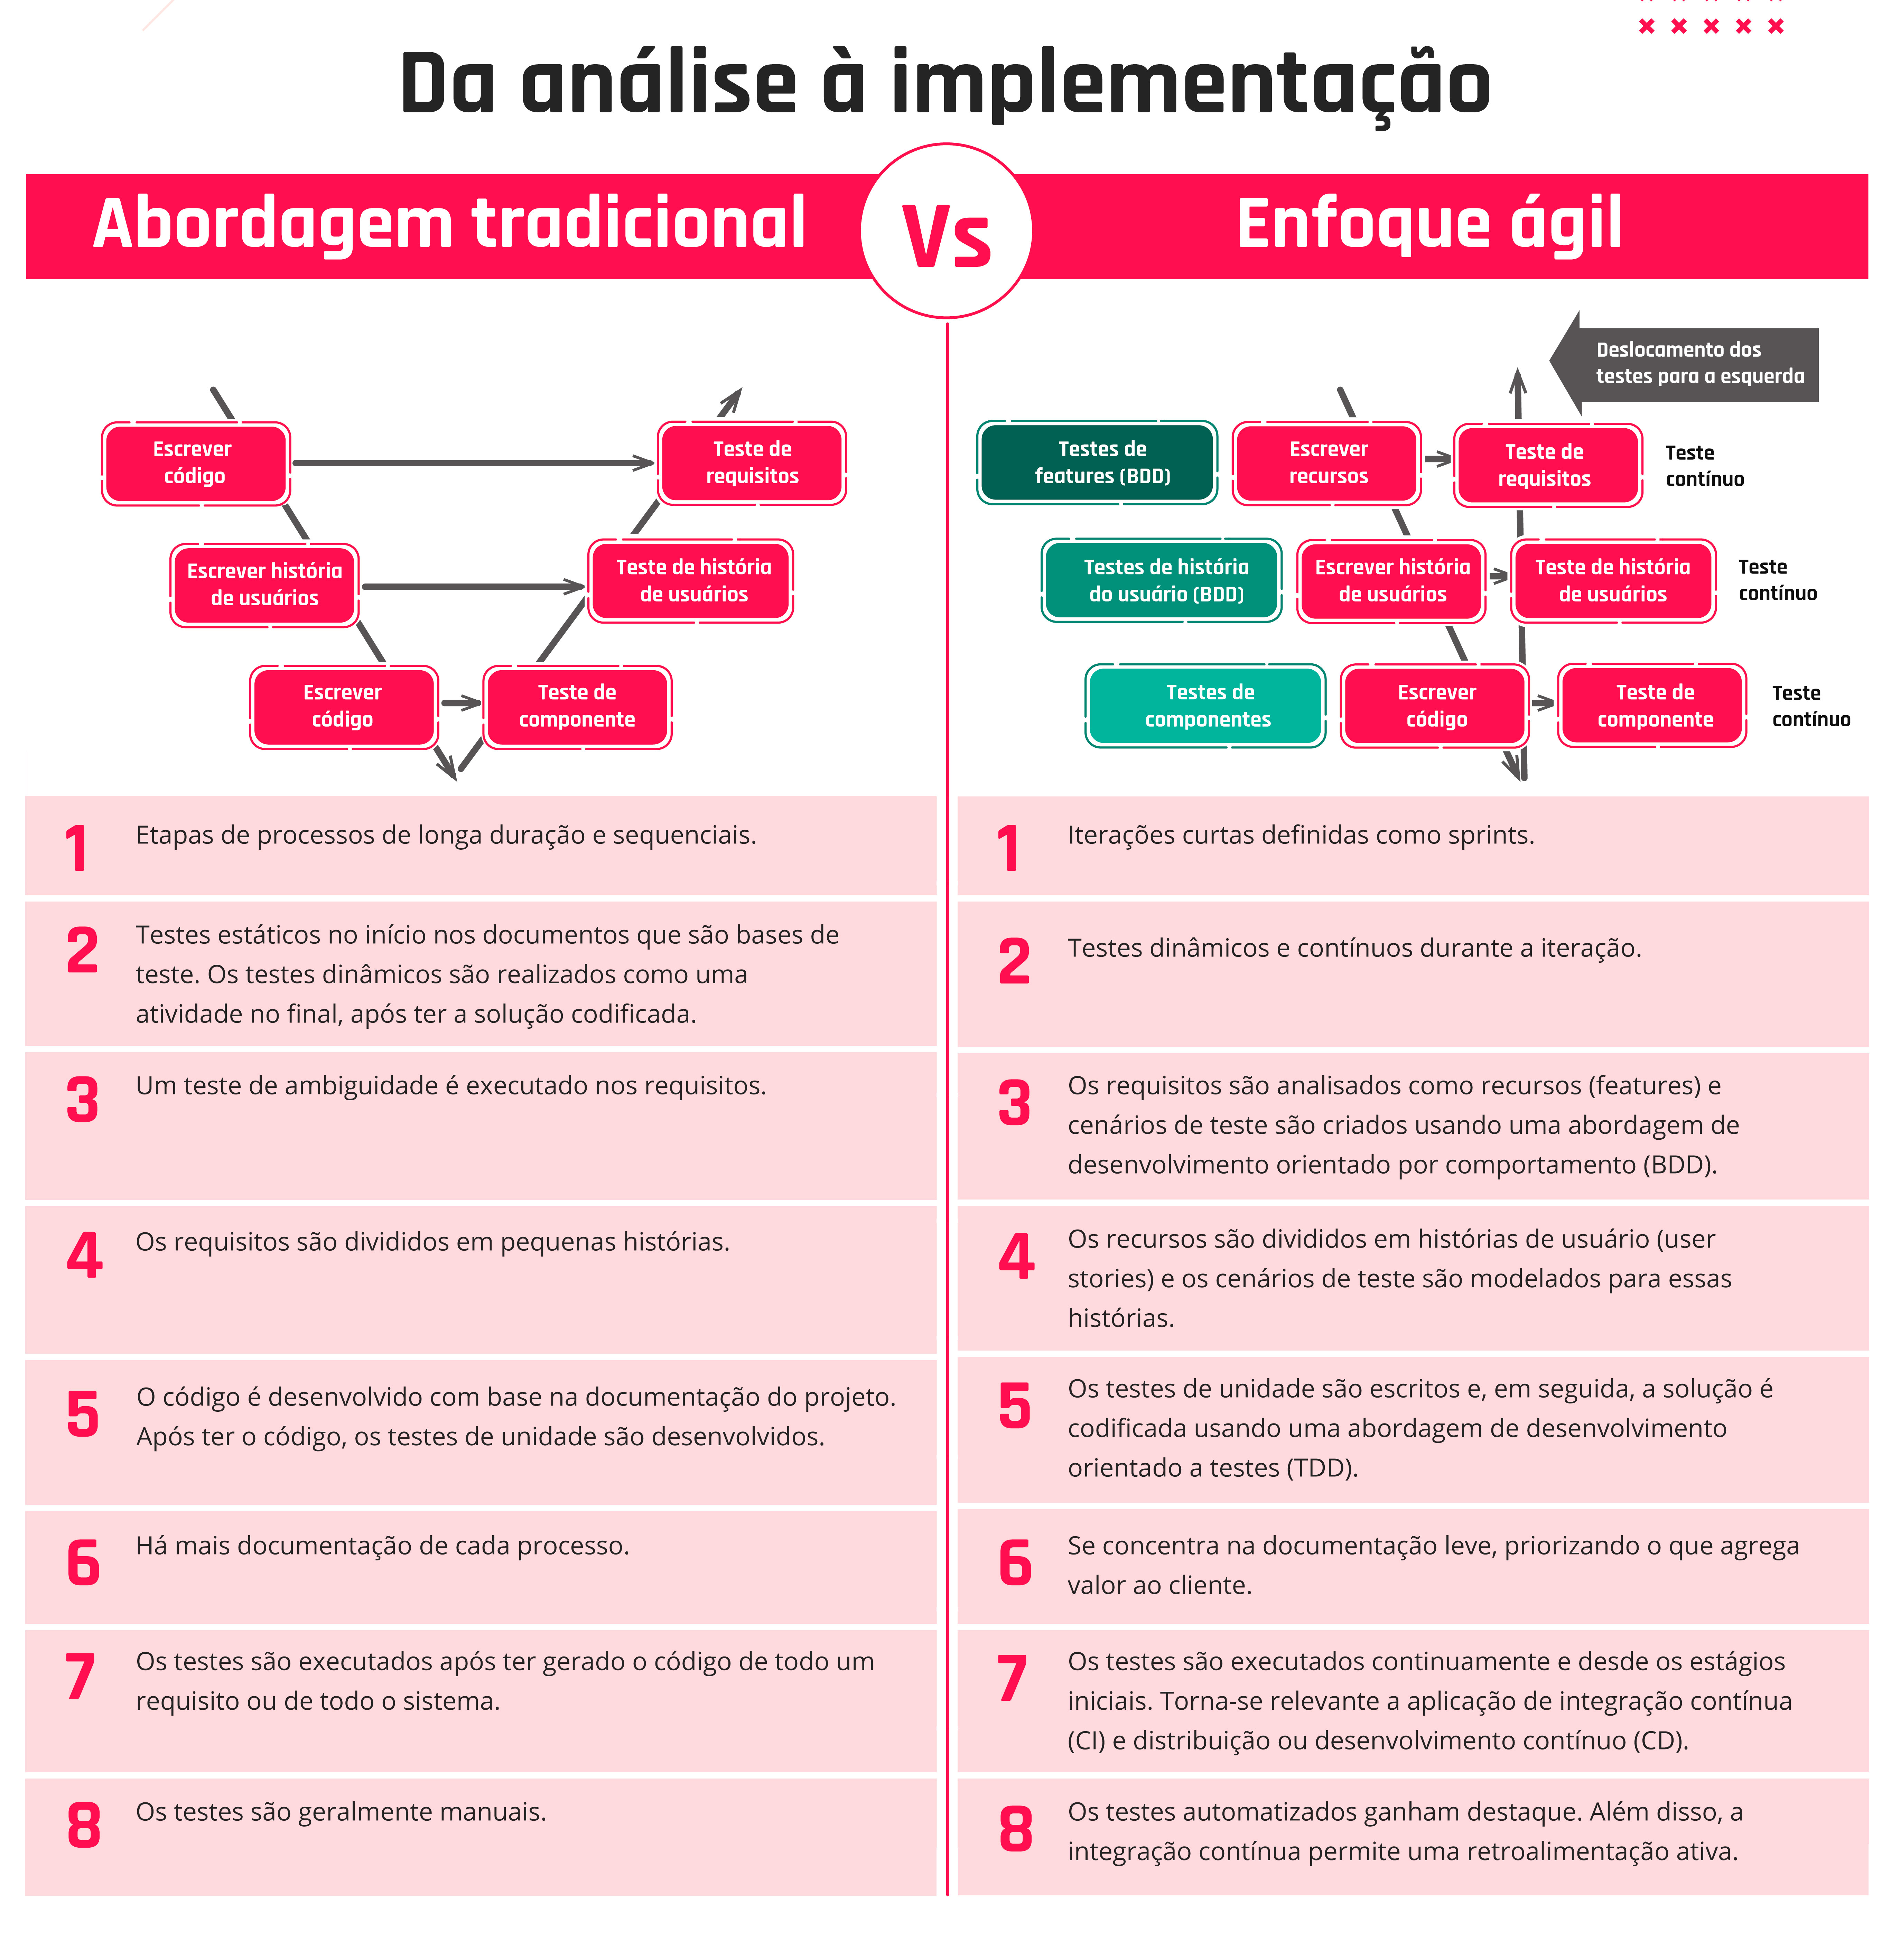 Da análise à implementação
Abordagem tradicional
Vs
Enfoque ágil
Escrever
código
Teste de
requisitos
Escrever história
de usuários
Teste de história
de usuários
Escrever
código
Teste de
componente
Deslocamento dos
testes para a esquerda
Testes de
features (BDD)
Escrever
recursos
Teste de
requisitos
Teste
contínuo
Testes de história
do usuário (BDD)
Escrever história
de usuários
Teste de história
de usuários
Teste
contínuo
Testes de
componentes
Escrever
código
Teste de
componente
Teste
contínuo
1
Etapas de processos de longa duração e sequenciais.
2
Testes estáticos no início nos documentos que são bases de
teste. Os testes dinâmicos são realizados como uma
atividade no final, após ter a solução codificada.
3
Um teste de ambiguidade é executado nos requisitos.
4
Os requisitos são divididos em pequenas histórias.
5
O código é desenvolvido com base na documentação do projeto.
Após ter o código, os testes de unidade são desenvolvidos.
6
Há mais documentação de cada processo.
7
Os testes são executados após ter gerado o código de todo um
requisito ou de todo o sistema.
8
Os testes são geralmente manuais.
1
Iterações curtas definidas como sprints.
2
Testes dinâmicos e contínuos durante a iteração.
3
Os requisitos são analisados como recursos (features) e
cenários de teste são criados usando uma abordagem de
desenvolvimento orientado por comportamento (BDD).
4
Os recursos são divididos em histórias de usuário (user
stories) e os cenários de teste são modelados para essas
histórias.
5
Os testes de unidade são escritos e, em seguida, a solução é
codificada usando uma abordagem de desenvolvimento
orientado a testes (TDD).
6
Se concentra na documentação leve, priorizando o que agrega
valor ao cliente.
7
Os testes são executados continuamente e desde os estágios
iniciais. Torna-se relevante a aplicação de integração contínua
(CI) e distribuição ou desenvolvimento contínuo (CD).
8
Os testes automatizados ganham destaque. Além disso, a
integração contínua permite uma retroalimentação ativa.